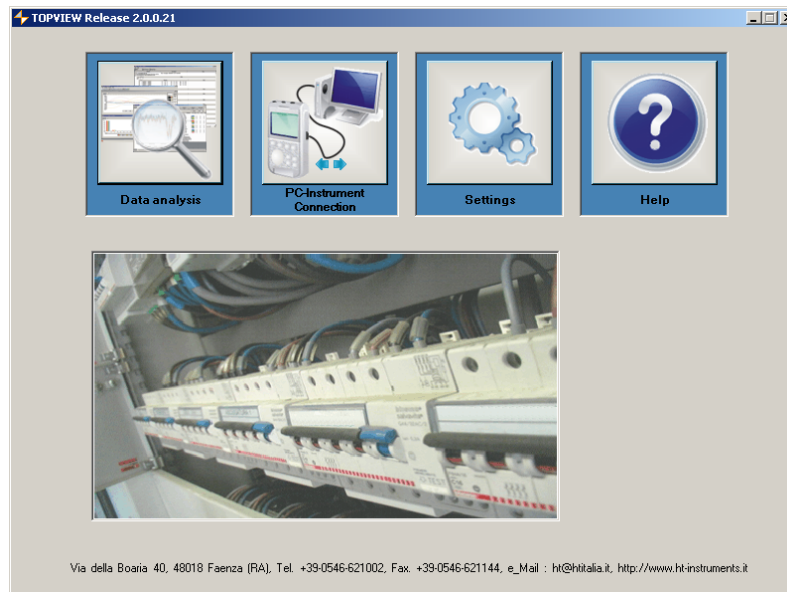 TOPVIEW Release 2.0.0.21
Data analysis
PC-Instrument
Connection
Settings
Help
Via della Boaria 40, 48018 Faenza (RA), Tel. +39-0546-621002, Fax. +39-0546-621144, e_Mail : ht@htitalia.it, http://www.ht-instruments.it